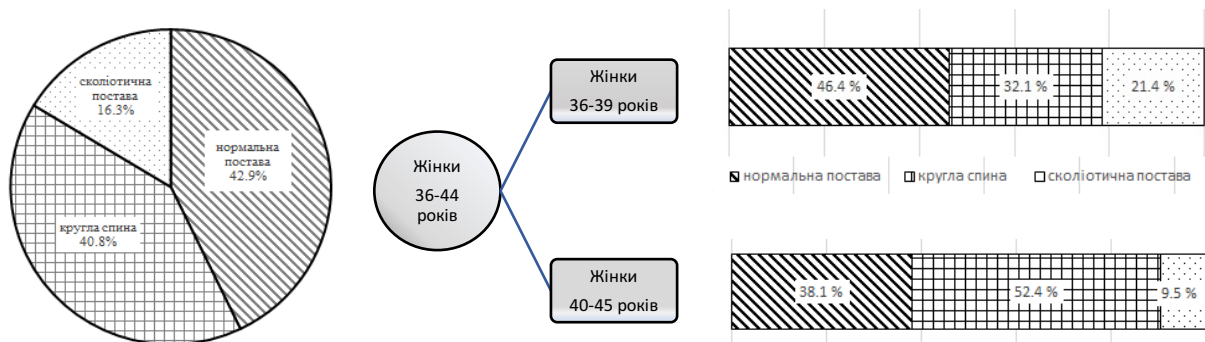 сколіотична
постава
16.3%
нормальна
постава
42.9%
кругла спина
40.8%
Жінки
36-44
років
Жінки
36-39 років
Жінки
40-45 років
46.4 %
32.1 %
21.4 %
нормальна постава
кругла спина
сколіотична постава
38.1 %
52.4 %
9.5 %